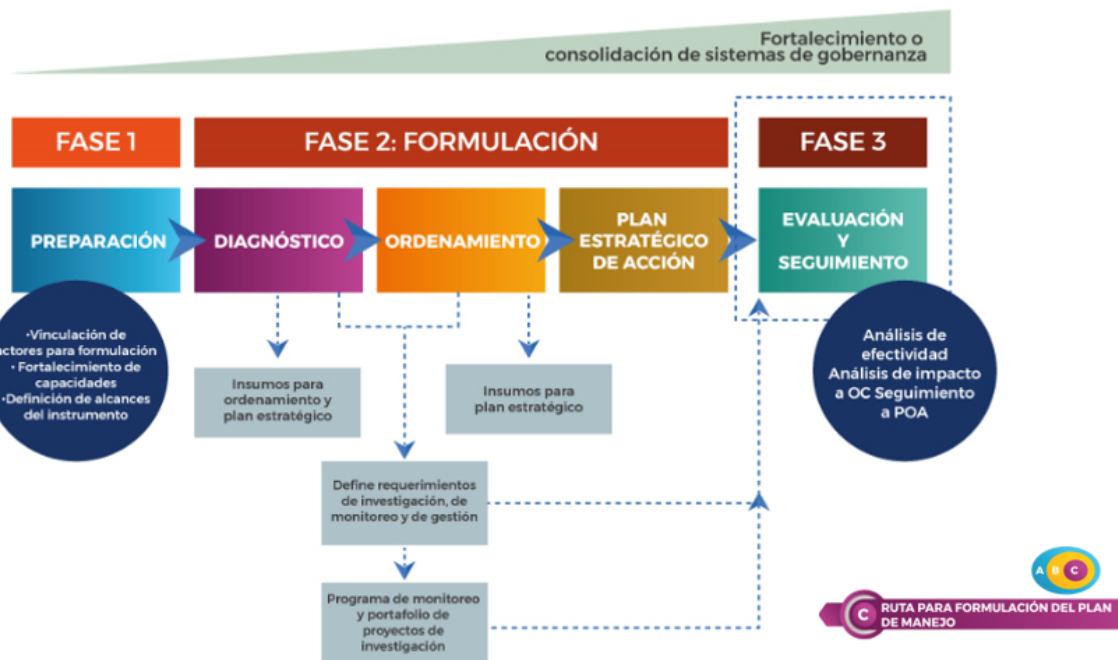 Fortalecimiento o
consolidación de sistemas de gobernanza
FASE 1
FASE 2: FORMULACIÓN
FASE 3
PREPARACIÓN
DIAGNÓSTICO
ORDENAMIENTO
PLAN
ESTRATÉGICO
DE ACCIÓN
EVALUACIÓN
Y
SEGUIMIENTO
•Vinculación de
actores para formulación
• Fortalecimiento de
capacidades
•Definición de alcances
del instrumento
Insumos para
ordenamiento y
plan estratégico
Insumos para
plan estratégico
Análisis de
efectividad
Análisis de impacto
a OC Seguimiento
a POA
Define requerimientos
de investigación, de
monitoreo y de gestión
Programa de monitoreo
y portafolio de
proyectos de
investigación
A B C
C RUTA PARA FORMULACIÓN DEL PLAN
DE MANEJO